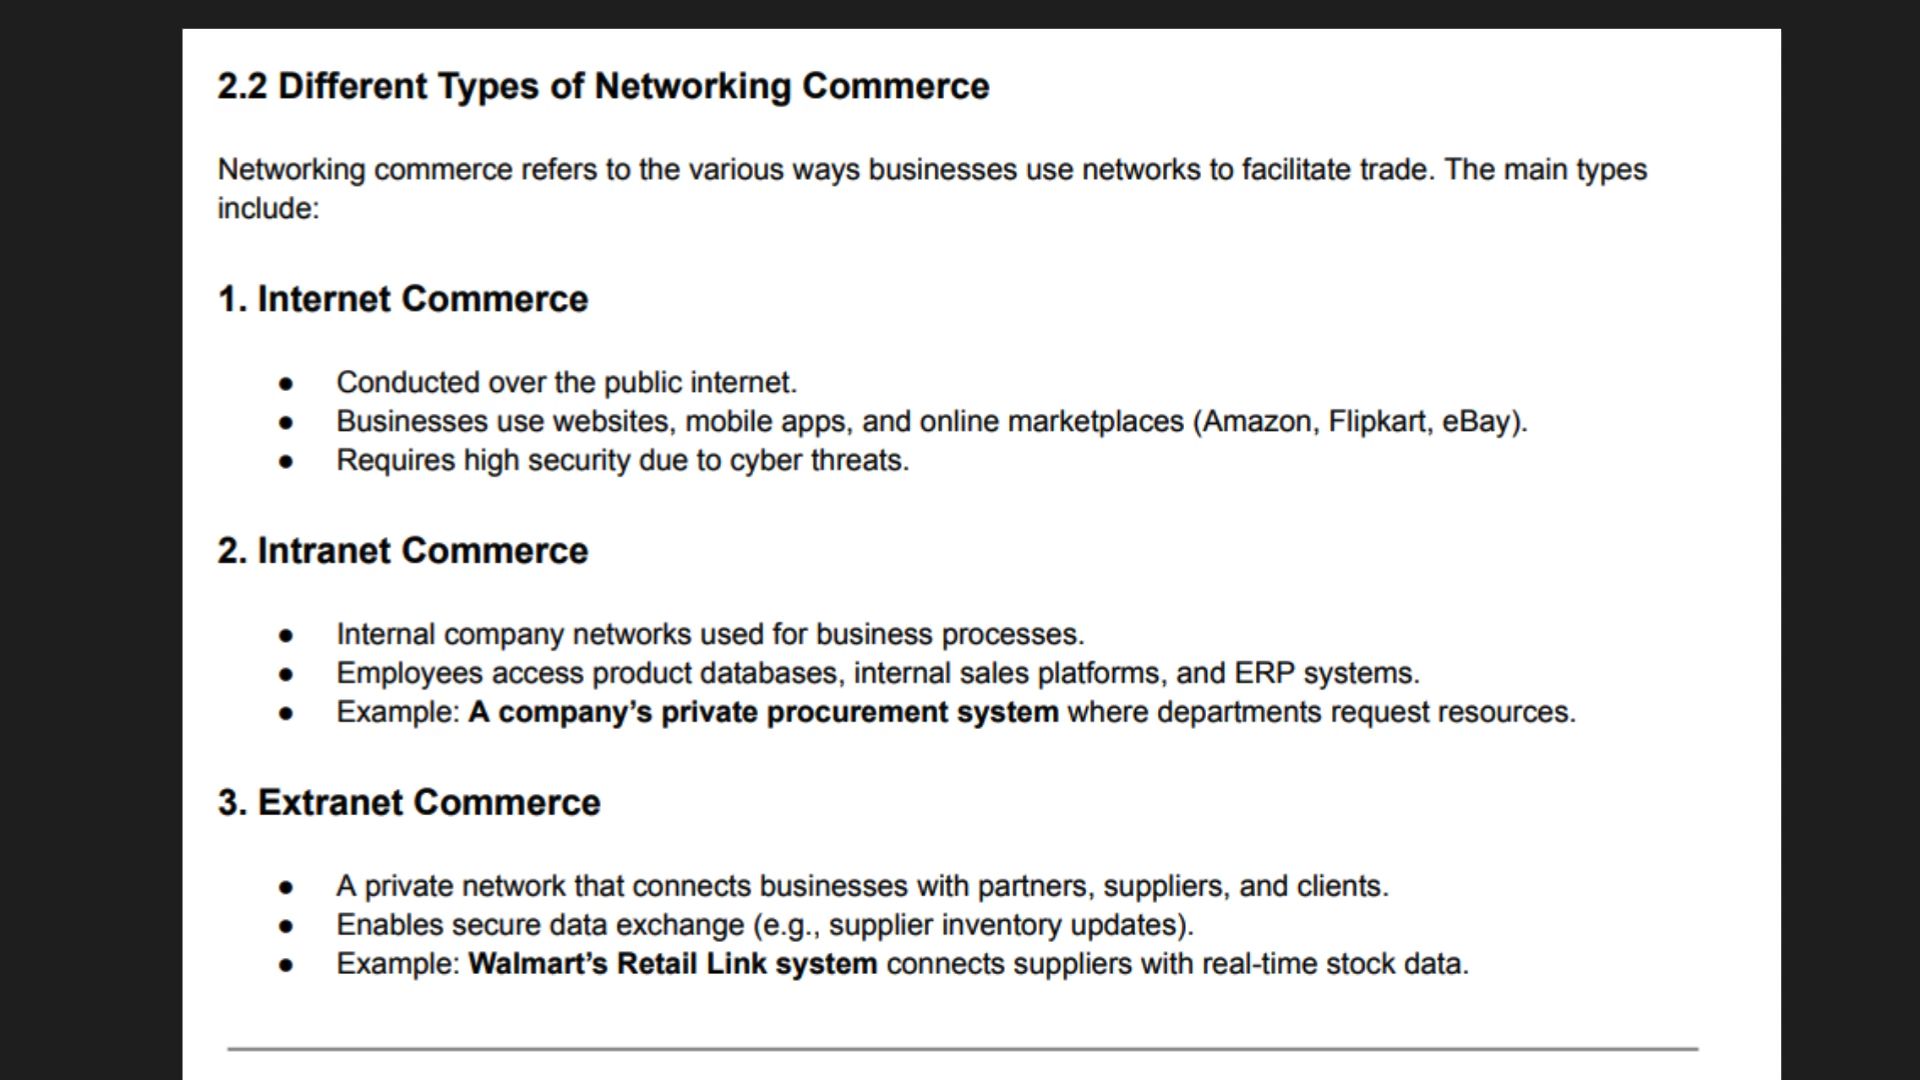 2.2 Different Types of Networking Commerce
Networking commerce refers to the various ways businesses use networks to facilitate trade. The main types
include:
1. Internet Commerce
● Conducted over the public internet.
● Businesses use websites, mobile apps, and online marketplaces (Amazon, Flipkart, eBay).
● Requires high security due to cyber threats.
2. Intranet Commerce
● Internal company networks used for business processes.
● Employees access product databases, internal sales platforms, and ERP systems.
● Example: A company’s private procurement system where departments request resources.
3. Extranet Commerce
● A private network that connects businesses with partners, suppliers, and clients.
● Enables secure data exchange (e.g., supplier inventory updates).
● Example: Walmart’s Retail Link system connects suppliers with real-time stock data.